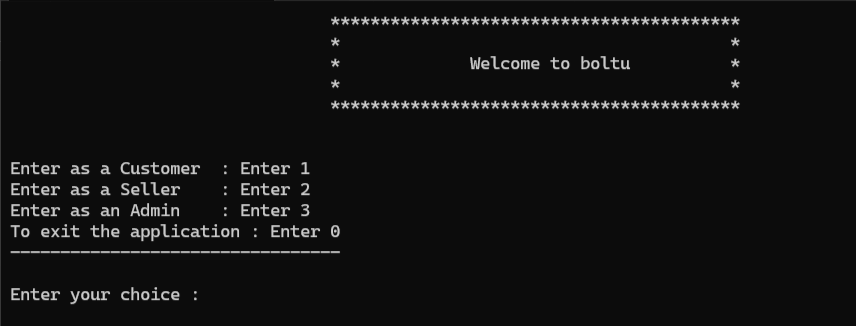 *****************************************
*                                       *
*             Welcome to boltu          *
*                                       *
*****************************************
Enter as a Customer  : Enter 1
Enter as a Seller    : Enter 2
Enter as an Admin    : Enter 3
To exit the application : Enter 0
---------------------------------
Enter your choice :